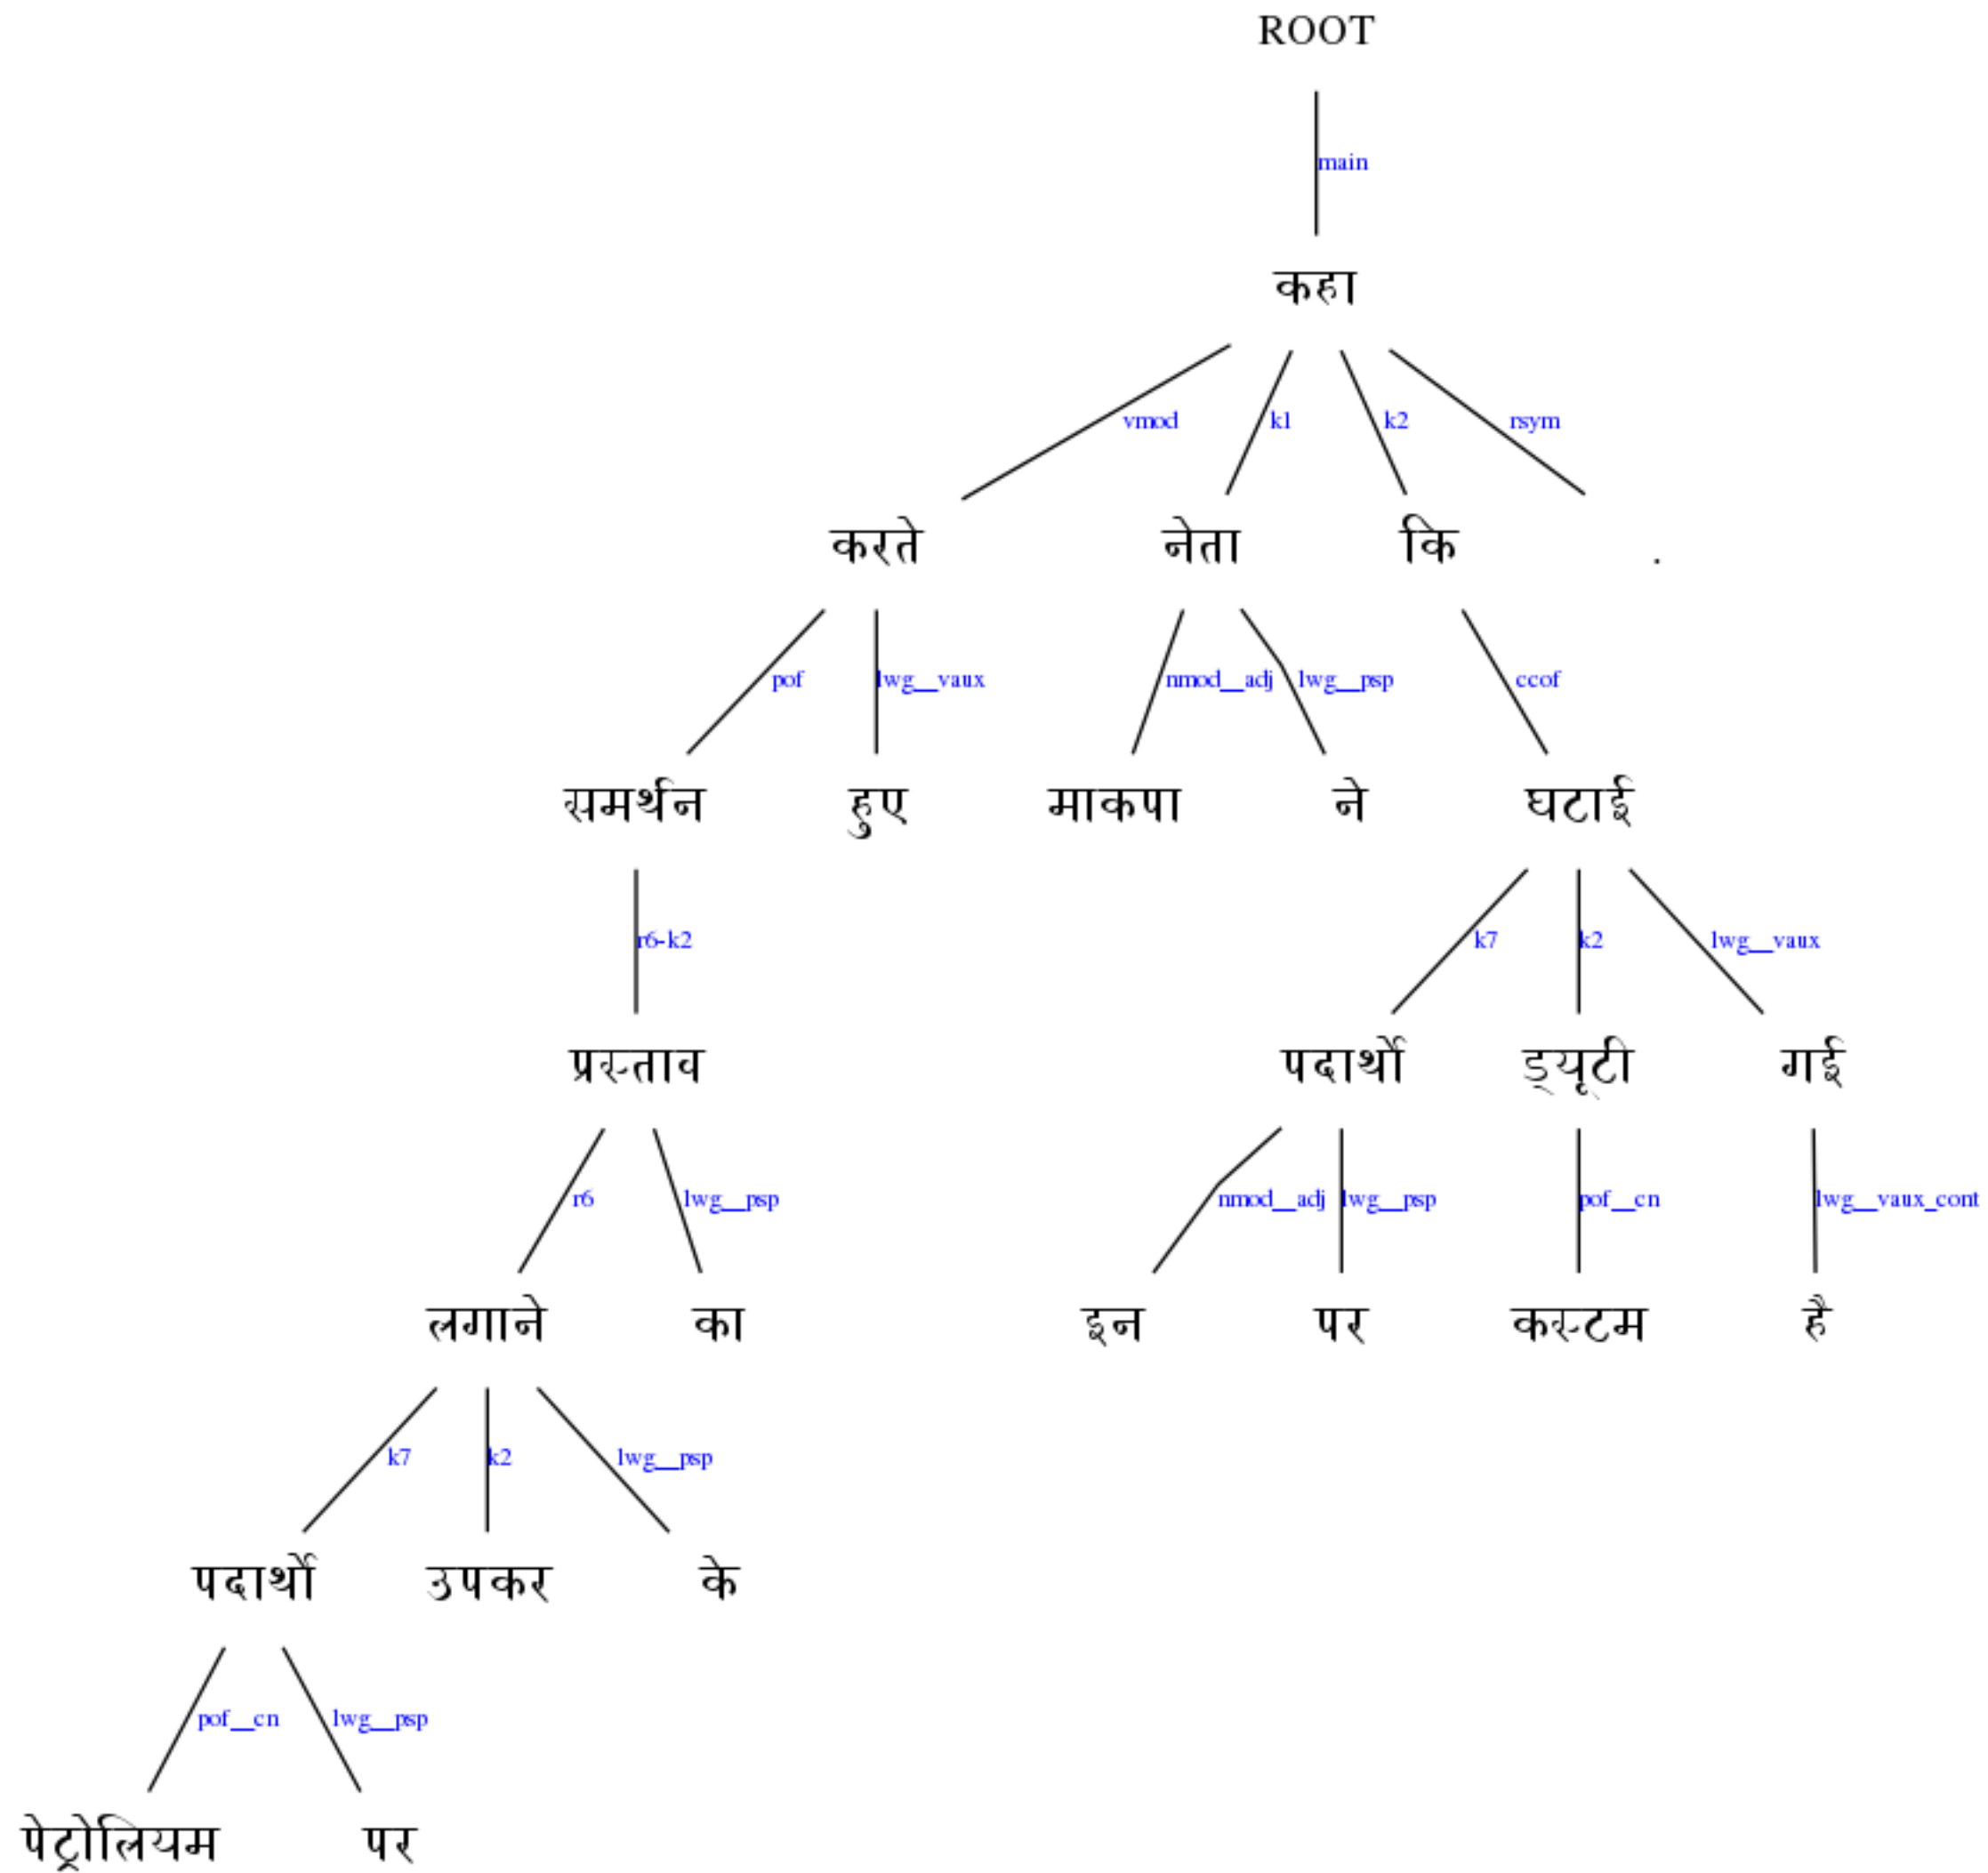 ROOT
main
कहा
vmod k1 k2 rsym
करते नेता कि .
pof lwg__vaux nmod__adj lwg__psp ccof
समर्थन हुए माकपा ने घटाई
r6-k2 k7 k2 lwg__vaux
प्रस्ताव पदार्थों ड्यूटी गई
r6 lwg__psp nmod__adj lwg__psp pof__cn lwg__vaux_cont
लगाने का इन पर कस्टम है
k7 k2 lwg__psp
पदार्थों उपकर के
pof__cn lwg__psp
पेट्रोलियम पर